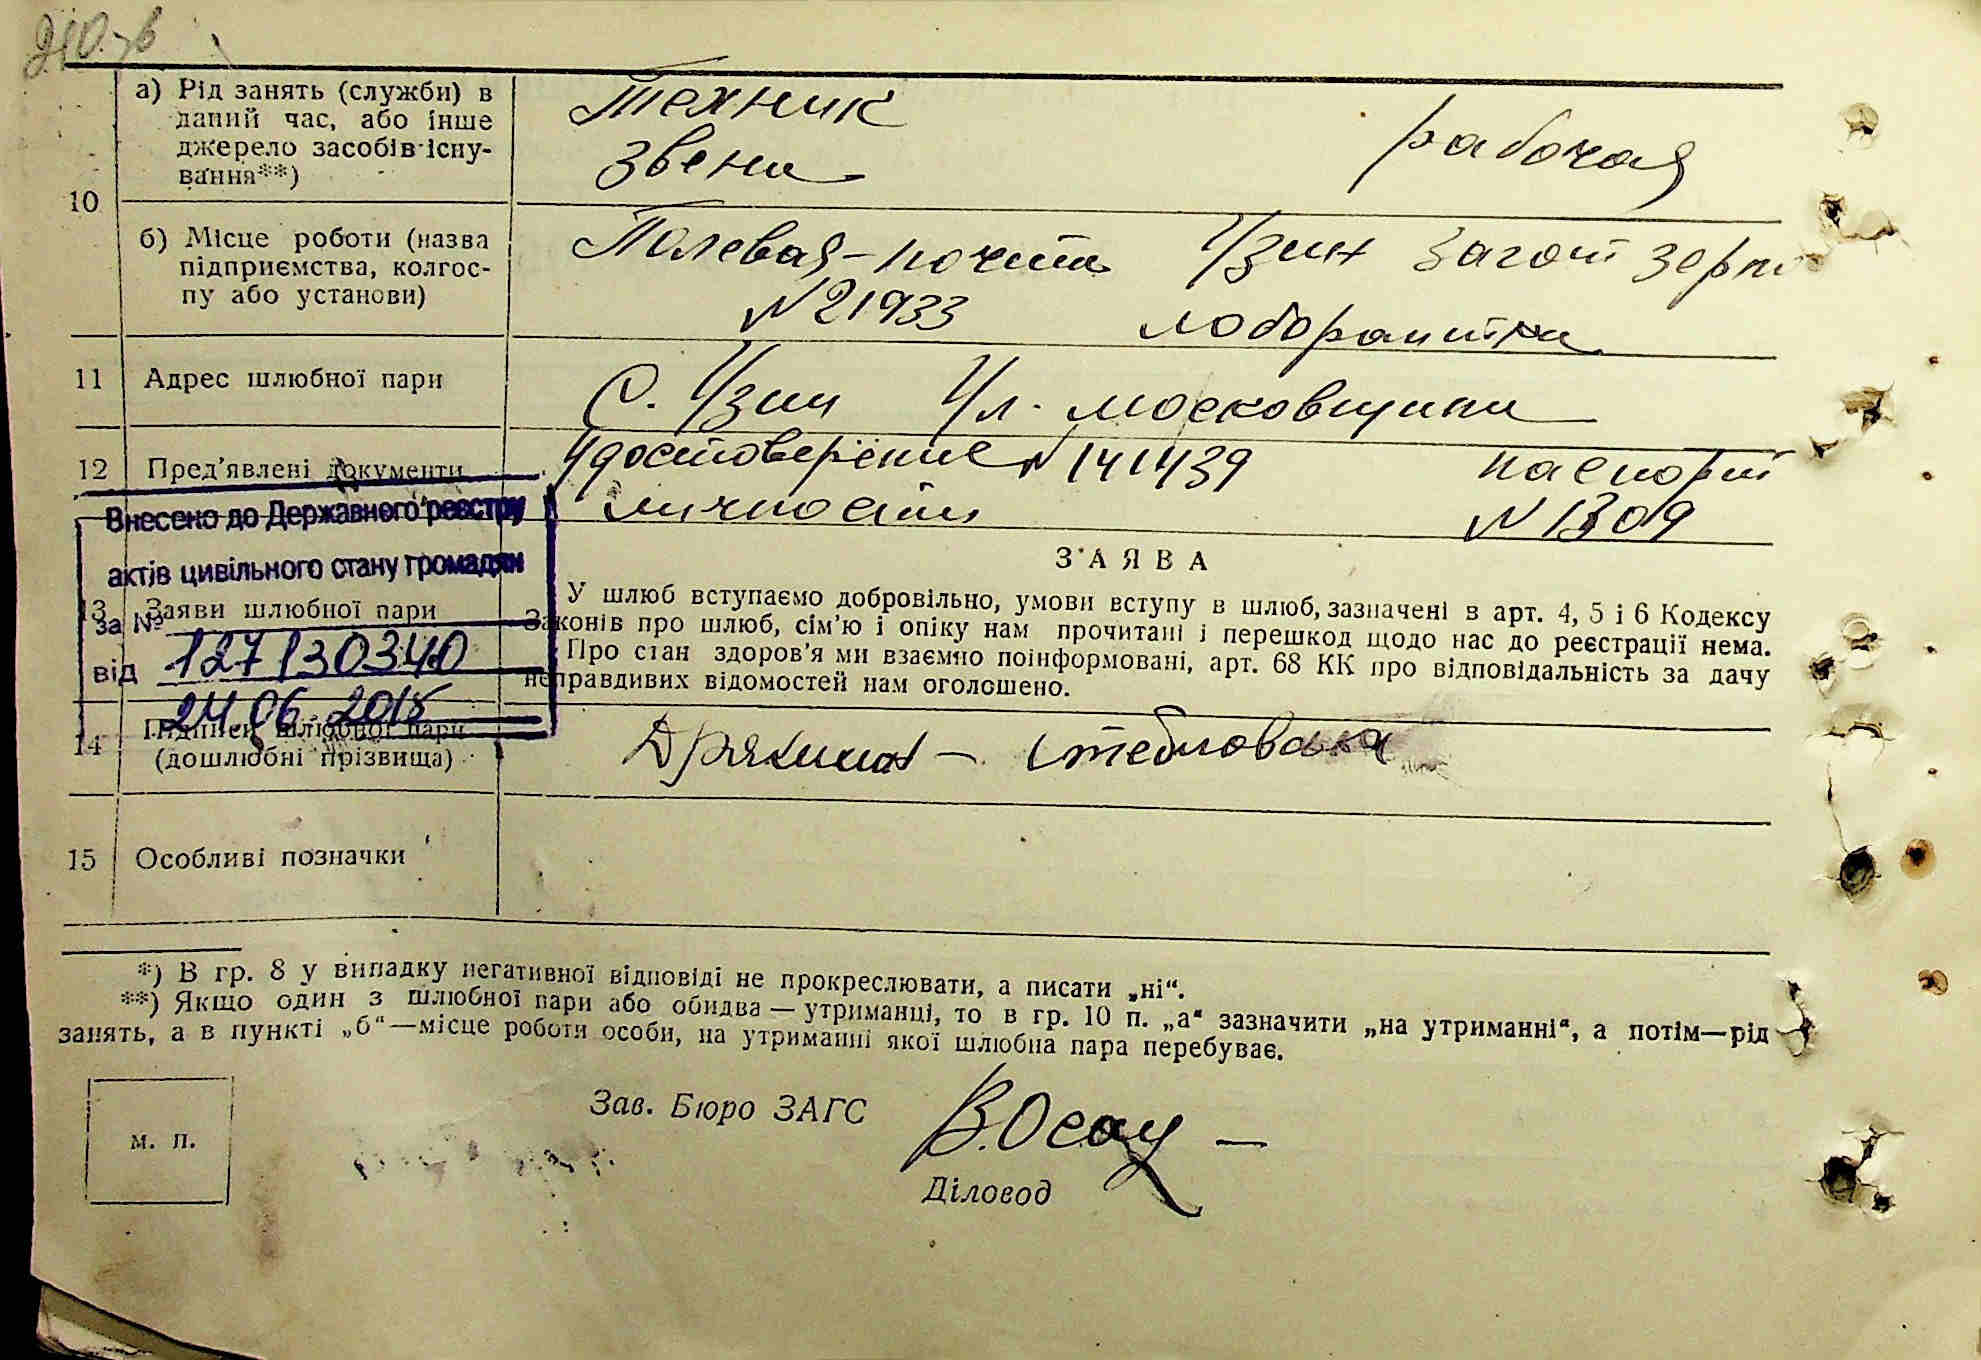 10
а) Рід занять (служби) в
даний час, або інше
джерело засобів існу-
вання**)
Техник
звена
рабочая
б) Місце роботи (назва
підприємства, колгос-
пу або установи)
Полевая-почта
N 21933
Узин Заготзерно
лоборантка
11 Адрес шлюбної пари
С. Узин Ул. московщина
12 Пред'явлені документи
Удостоверение N 141439
личности
паспорт
N 1309
Внесено до Державного реєстру
актів цивільного стану громадян
за № 127130340
від 24.06.2015
13 Заяви шлюбної пари
ЗАЯВА
У шлюб вступаємо добровільно, умови вступу в шлюб, зазначені в арт. 4, 5 і 6 Кодексу
Законів про шлюб, сім'ю і опіку нам прочитані і перешкод щодо нас до реєстрації нема.
Про стан здоров'я ми взаємно поінформовані, арт. 68 КК про відповідальність за дачу
неправдивих відомостей нам оголошено.
14 Підписи шлюбної пари
(дошлюбні прізвища)
15 Особливі позначки
*) В гр. 8 у випадку негативної відповіді не прокреслювати, а писати „ні“.
**) Якщо один з шлюбної пари або обидва — утриманці, то в гр. 10 п. „а“ зазначити „на утриманні“, а потім—рід
занять, а в пункті „б“—місце роботи особи, на утриманні якої шлюбна пара перебуває.
м. п.
Зав. Бюро ЗАГС
Діловод